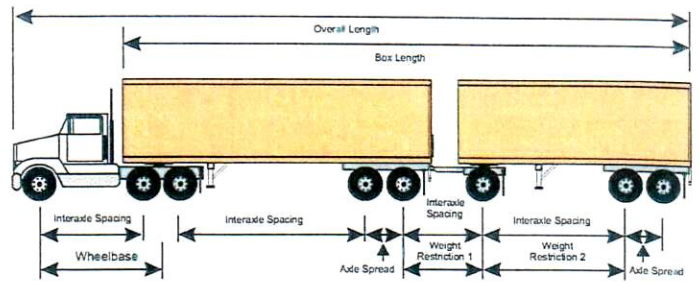 Overall Length
Box Length
Interaxle Spacing
Interaxle Spacing
Interaxle
Spacing
Interaxle Spacing
Wheelbase
Axle Spread
Weight
Restriction 1
Weight
Restriction 2
Axle Spread